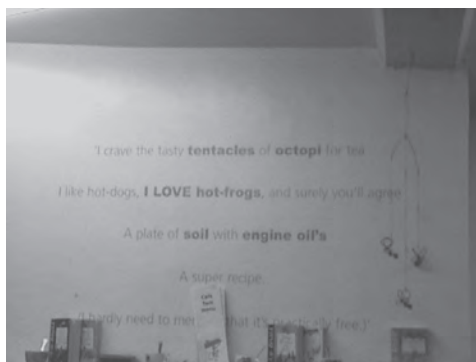 'I crave the tasty tentacles of octopi for tea
I like hot-dogs, I LOVE hot-frogs, and surely you'll agree
A plate of soil with engine oil's
A super recipe.
(I hardly need to that it's practically free.)'